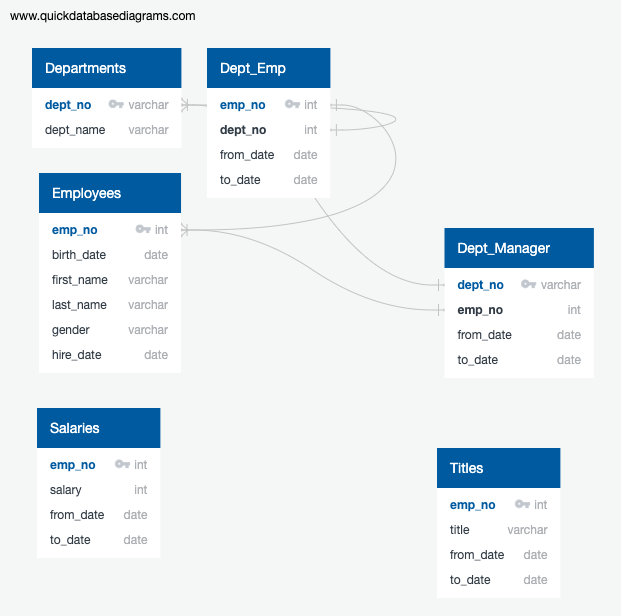 www.quickdatabasediagrams.com
Departments
dept_no varchar
dept_name varchar
Dept_Emp
emp_no int
dept_no int
from_date date
to_date date
Employees
emp_no int
birth_date date
first_name varchar
last_name varchar
gender varchar
hire_date date
Dept_Manager
dept_no varchar
emp_no int
from_date date
to_date date
Salaries
emp_no int
salary int
from_date date
to_date date
Titles
emp_no int
title varchar
from_date date
to_date date